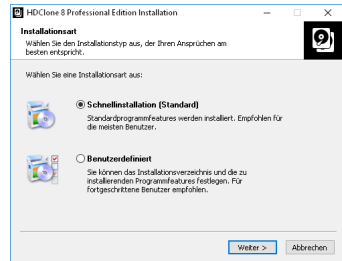 HDClone 8 Professional Edition Installation
Installationsart
Wählen Sie den Installationstyp aus, der Ihren Ansprüchen am
besten entspricht.
Wählen Sie eine Installationsart aus:
Schnellinstallation (Standard)
Standardprogrammfeatures werden installiert. Empfohlen für
die meisten Benutzer.
Benutzerdefiniert
Sie können das Installationsverzeichnis und die zu
installierenden Programmfeatures festlegen. Für
fortgeschrittene Benutzer empfohlen.
Weiter >
Abbrechen